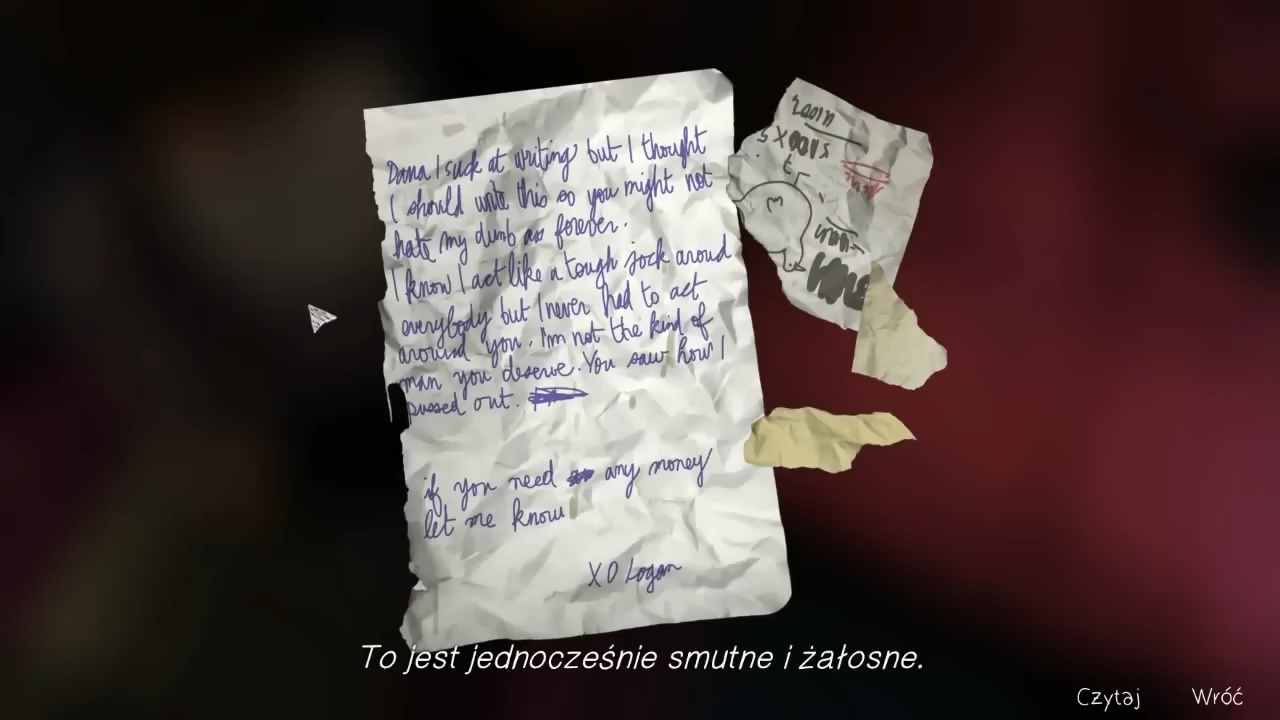 Dana I suck at writing but I thought
I should write this so you might not
hate my dumb ass forever.
I know I act like a tough jock around
everybody but I never had to act
around you. I'm not the kind of
man you deserve. You saw how I
pussed out.
if you need any money
let me know
XO Logan
To jest jednocześnie smutne i żałosne.
Czytaj
Wróć